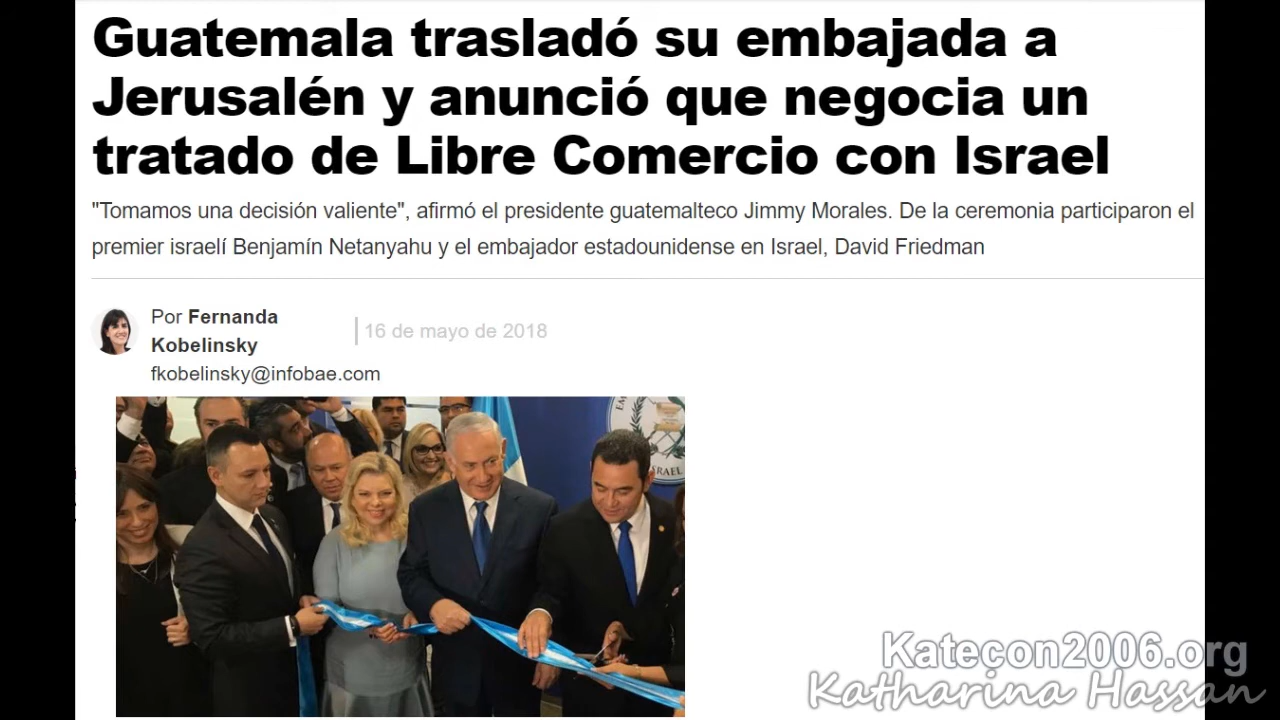 Guatemala trasladó su embajada a
Jerusalén y anunció que negocia un
tratado de Libre Comercio con Israel
"Tomamos una decisión valiente", afirmó el presidente guatemalteco Jimmy Morales. De la ceremonia participaron el
premier israelí Benjamín Netanyahu y el embajador estadounidense en Israel, David Friedman
Por Fernanda
Kobelinsky
16 de mayo de 2018
fkobelinsky@infobae.com
ISRAEL
Katecon2006.org
Katharina Hassan